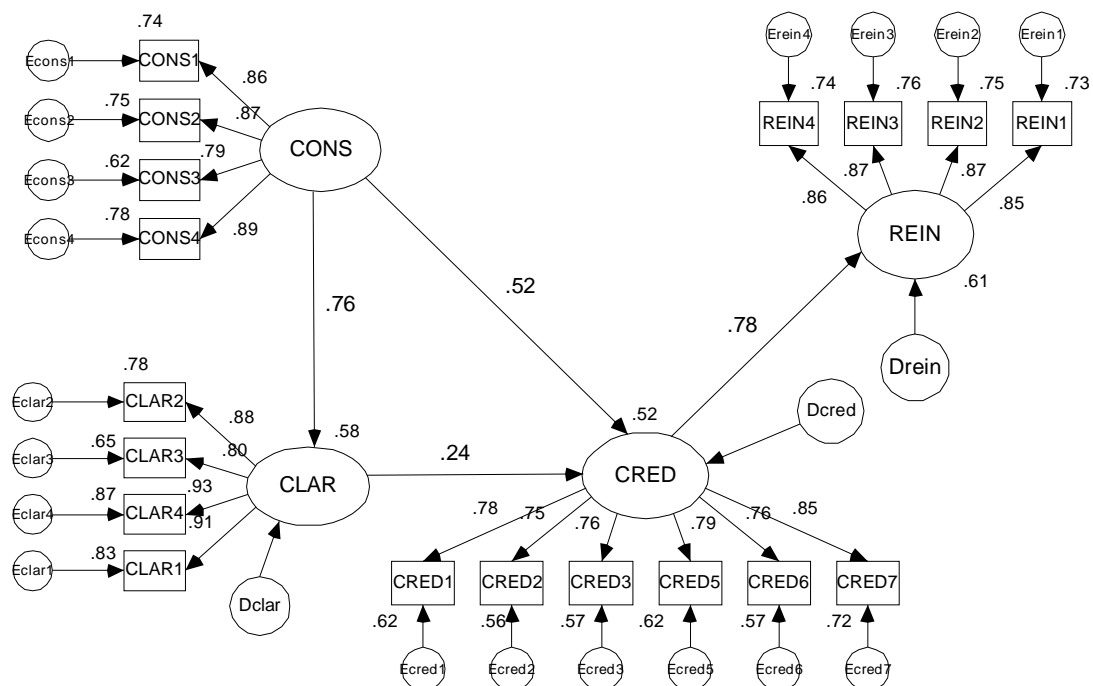 .74
Econs1
CONS1
.86
.75
Econs2
CONS2
.87
.62
Econs3
CONS3
.79
.78
Econs4
CONS4
.89
CONS
Erein4
Erein3
Erein2
Erein1
.74
.76
.75
.73
REIN4
REIN3
REIN2
REIN1
.86
.87
.87
.85
REIN
.61
Drein
.76
.52
.78
.78
Eclar2
CLAR2
.88
.65
Eclar3
CLAR3
.80
.87
Eclar4
CLAR4
.93
.83
Eclar1
CLAR1
.91
.58
CLAR
Dclar
.24
.52
CRED
Dcred
.78
.75
.76
.79
.76
.85
CRED1
CRED2
CRED3
CRED5
CRED6
CRED7
.62
.56
.57
.62
.57
.72
Ecred1
Ecred2
Ecred3
Ecred5
Ecred6
Ecred7